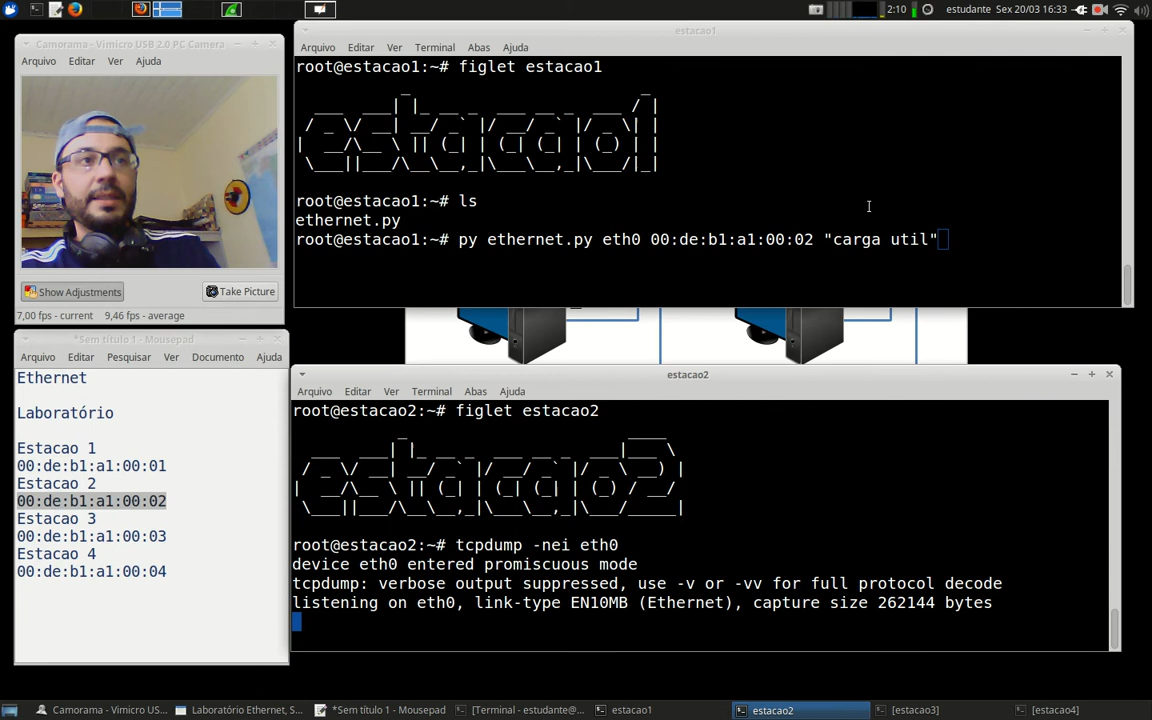 2:10
estudante Sex 20/03 16:33
Camorama - Vimicro USB 2.0 PC Camera
Arquivo Editar Ver Ajuda
Show Adjustments
Take Picture
7,00 fps - current 9,46 fps - average
estacao1
Arquivo Editar Ver Terminal Abas Ajuda
root@estacao1:~# figlet estacao1
estacao1
root@estacao1:~# ls
ethernet.py
root@estacao1:~# py ethernet.py eth0 00:de:b1:a1:00:02 "carga util"
*Sem título 1 - Mousepad
Arquivo Editar Pesquisar Ver Documento Ajuda
Ethernet
Laboratório
Estacao 1
00:de:b1:a1:00:01
Estacao 2
00:de:b1:a1:00:02
Estacao 3
00:de:b1:a1:00:03
Estacao 4
00:de:b1:a1:00:04
estacao2
Arquivo Editar Ver Terminal Abas Ajuda
root@estacao2:~# figlet estacao2
estacao2
root@estacao2:~# tcpdump -nei eth0
device eth0 entered promiscuous mode
tcpdump: verbose output suppressed, use -v or -vv for full protocol decode
listening on eth0, link-type EN10MB (Ethernet), capture size 262144 bytes
Camorama - Vimicro US...
Laboratório Ethernet, S...
*Sem título 1 - Mousepad
[Terminal - estudante@...
estacao1
estacao2
[estacao3]
[estacao4]